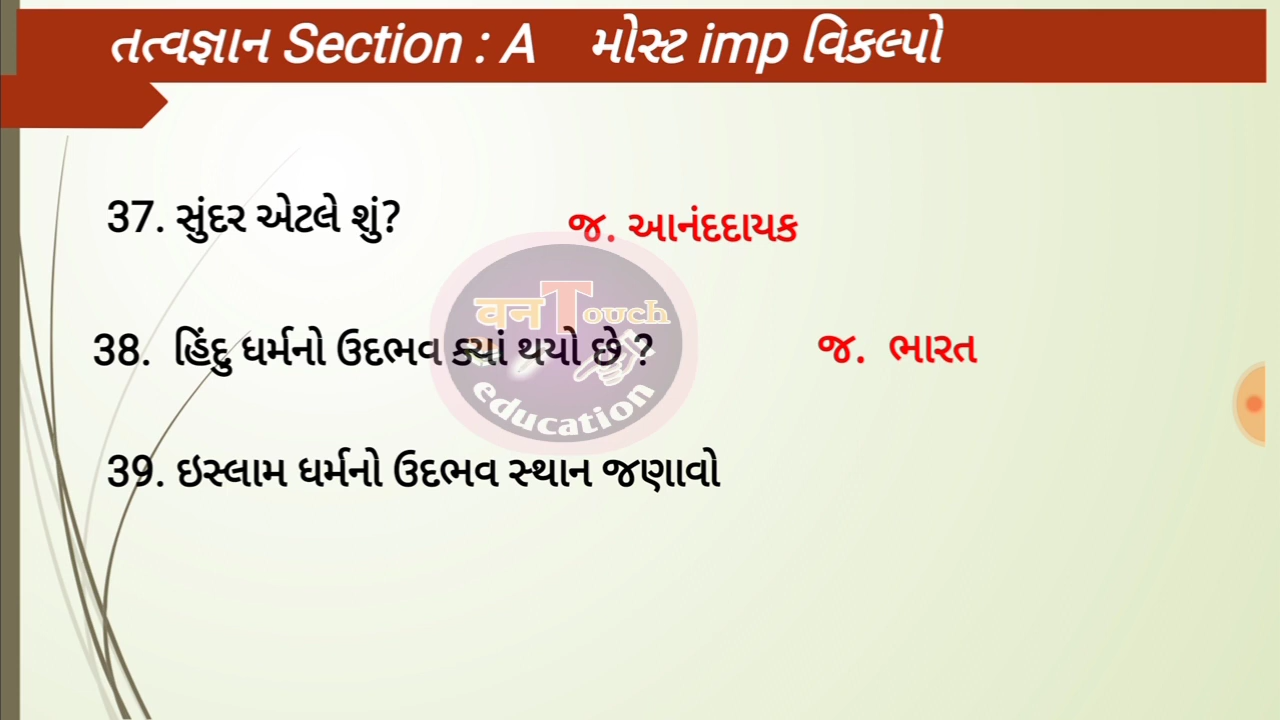 તત્વજ્ઞાન Section : A મોસ્ટ imp વિકલ્પો
37. સુંદર એટલે શું? જ. આનંદદાયક
38. હિંદુ ધર્મનો ઉદભવ ક્યાં થયો છે ? જ. ભારત
वन Touch
education
39. ઇસ્લામ ધર્મનો ઉદભવ સ્થાન જણાવો